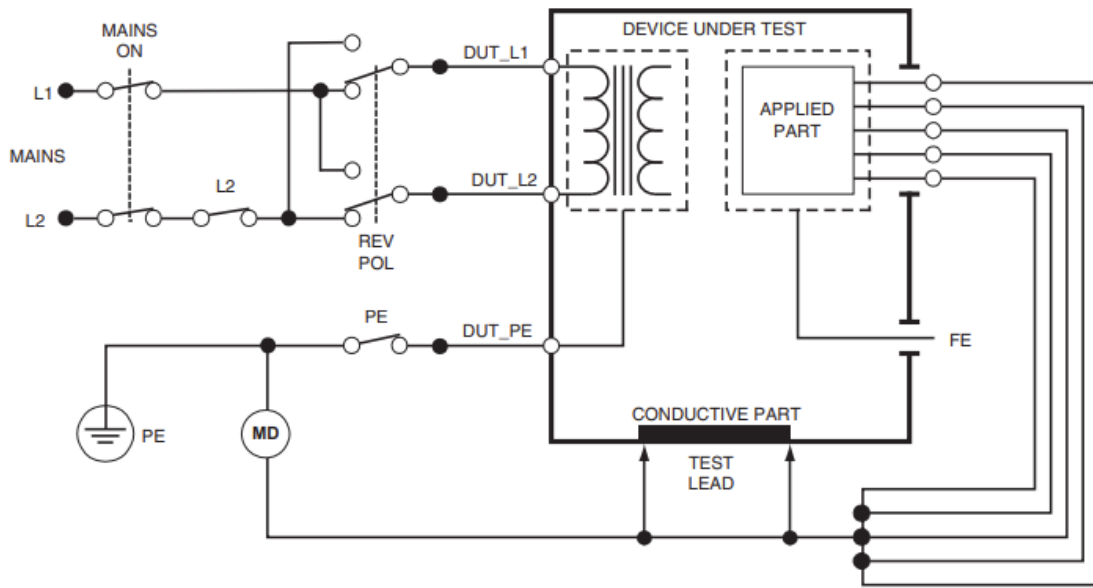 MAINS
ON
DEVICE UNDER TEST
DUT_L1
L1
APPLIED
PART
MAINS
L2
DUT_L2
L2
REV
POL
PE
DUT_PE
FE
CONDUCTIVE PART
PE
MD
TEST
LEAD